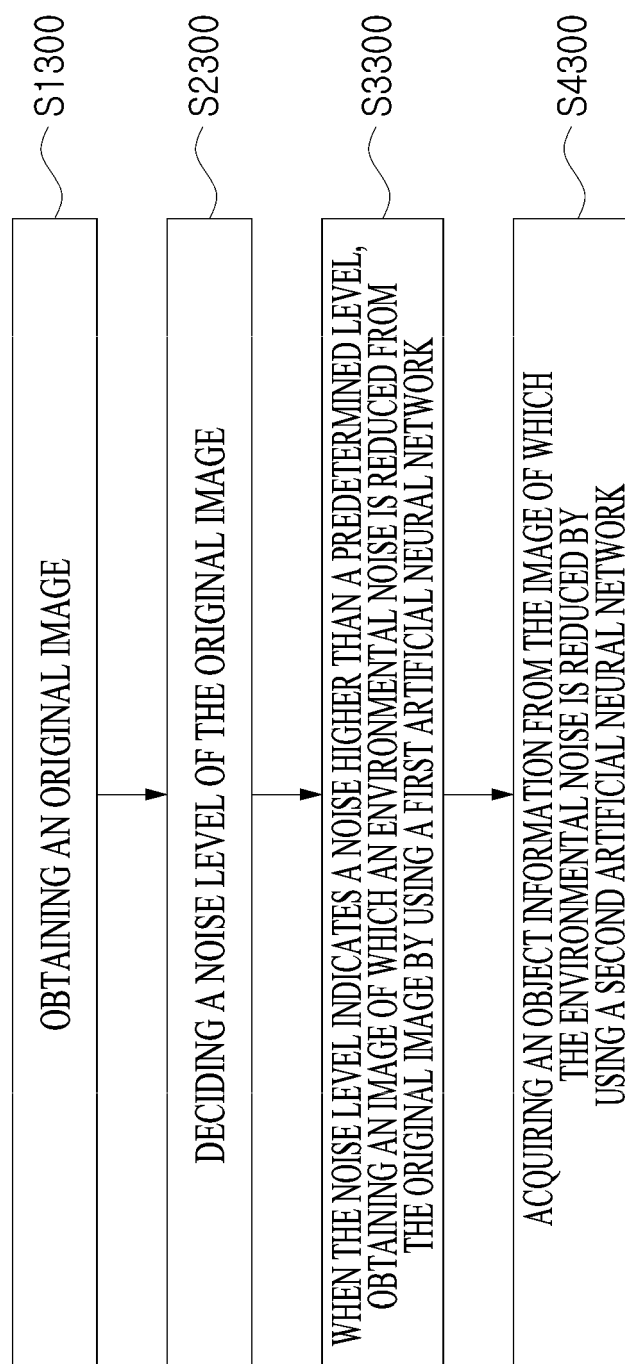 OBTAINING AN ORIGINAL IMAGE
S1300
DECIDING A NOISE LEVEL OF THE ORIGINAL IMAGE
S2300
WHEN THE NOISE LEVEL INDICATES A NOISE HIGHER THAN A PREDETERMINED LEVEL,
OBTAINING AN IMAGE OF WHICH AN ENVIRONMENTAL NOISE IS REDUCED FROM
THE ORIGINAL IMAGE BY USING A FIRST ARTIFICIAL NEURAL NETWORK
S3300
ACQUIRING AN OBJECT INFORMATION FROM THE IMAGE OF WHICH
THE ENVIRONMENTAL NOISE IS REDUCED BY
USING A SECOND ARTIFICIAL NEURAL NETWORK
S4300